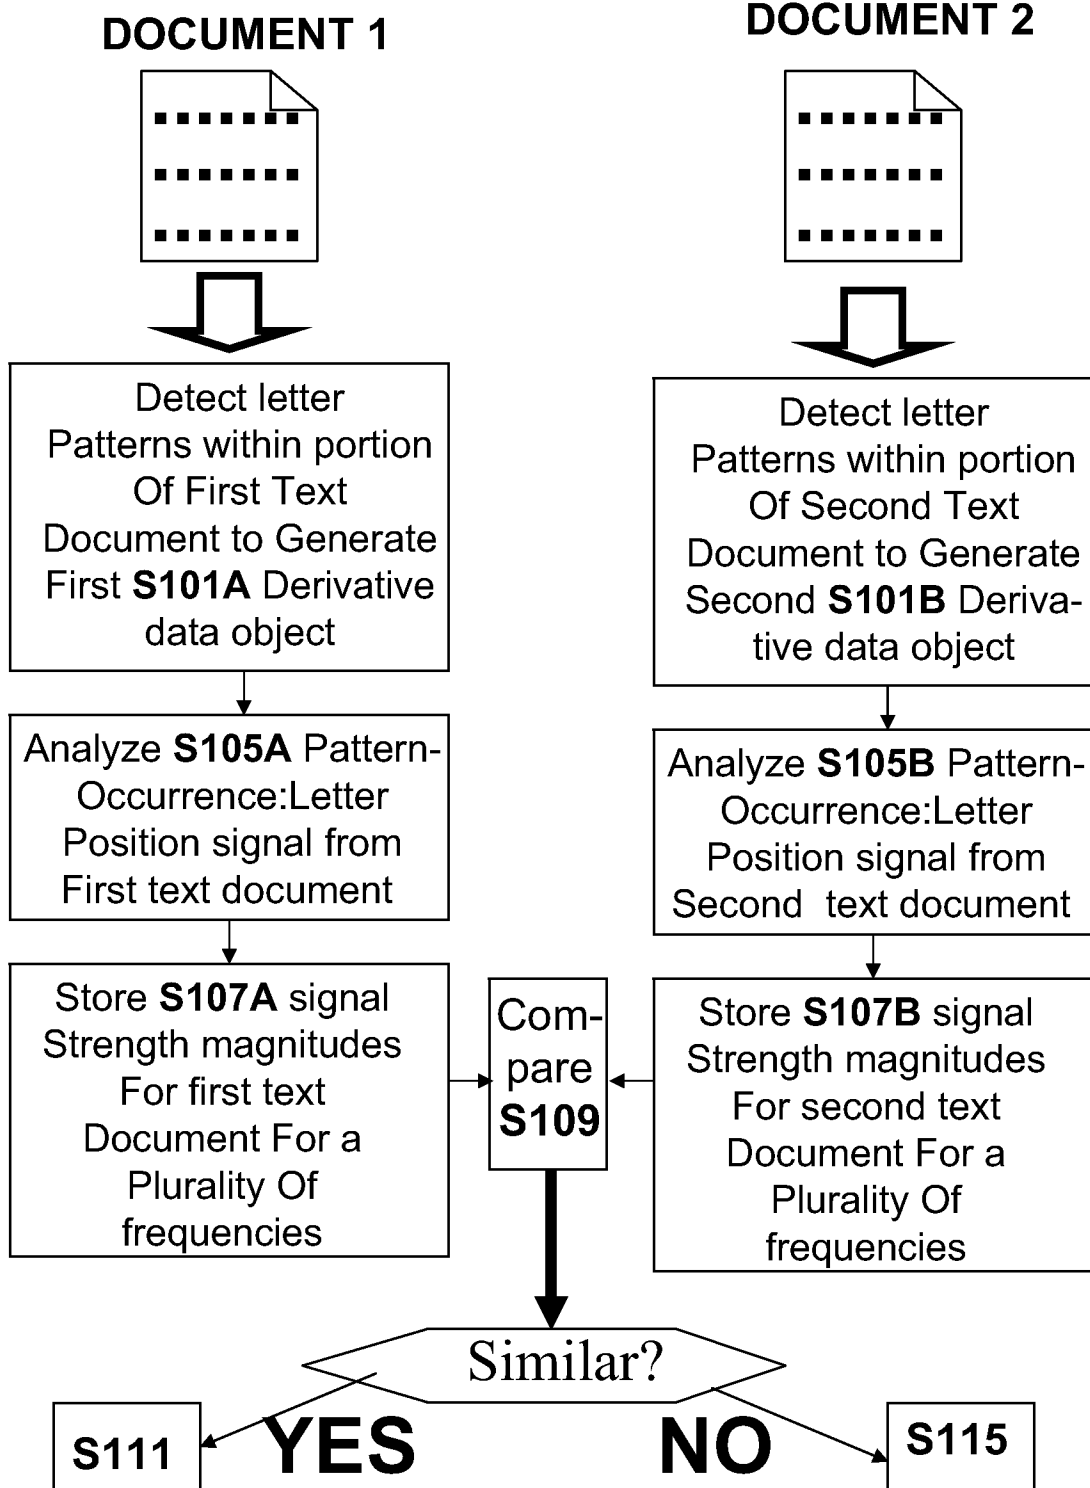 DOCUMENT 1
Detect letter
Patterns within portion
Of First Text
Document to Generate
First S101A Derivative
data object
Analyze S105A Pattern-
Occurrence:Letter
Position signal from
First text document
Store S107A signal
Strength magnitudes
For first text
Document For a
Plurality Of
frequencies
DOCUMENT 2
Detect letter
Patterns within portion
Of Second Text
Document to Generate
Second S101B Deriva-
tive data object
Analyze S105B Pattern-
Occurrence:Letter
Position signal from
Second text document
Store S107B signal
Strength magnitudes
For second text
Document For a
Plurality Of
frequencies
Com-
pare
S109
Similar?
YES
NO
S111
S115